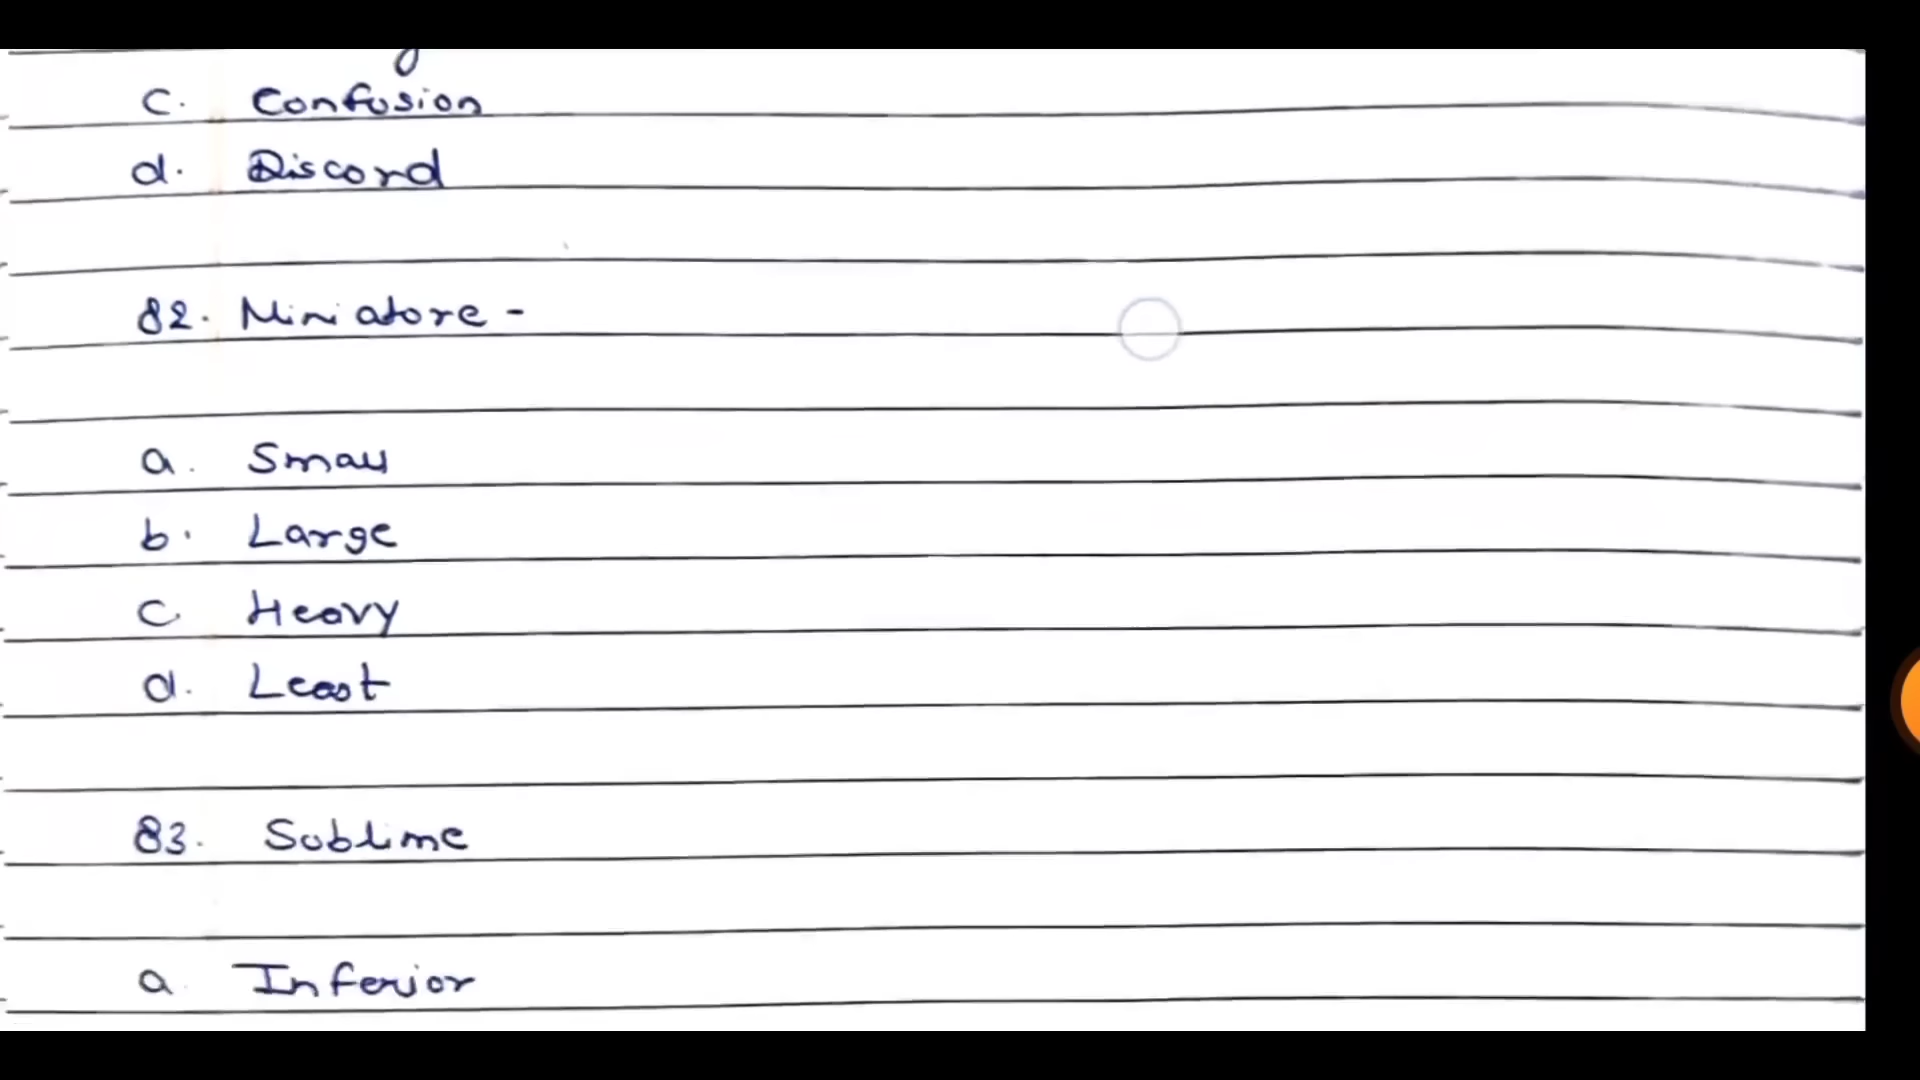 c. Confusion
d. Discord
82. Miniature -
a. Small
b. Large
c. Heavy
d. Least
83. Sublime
a. Inferior